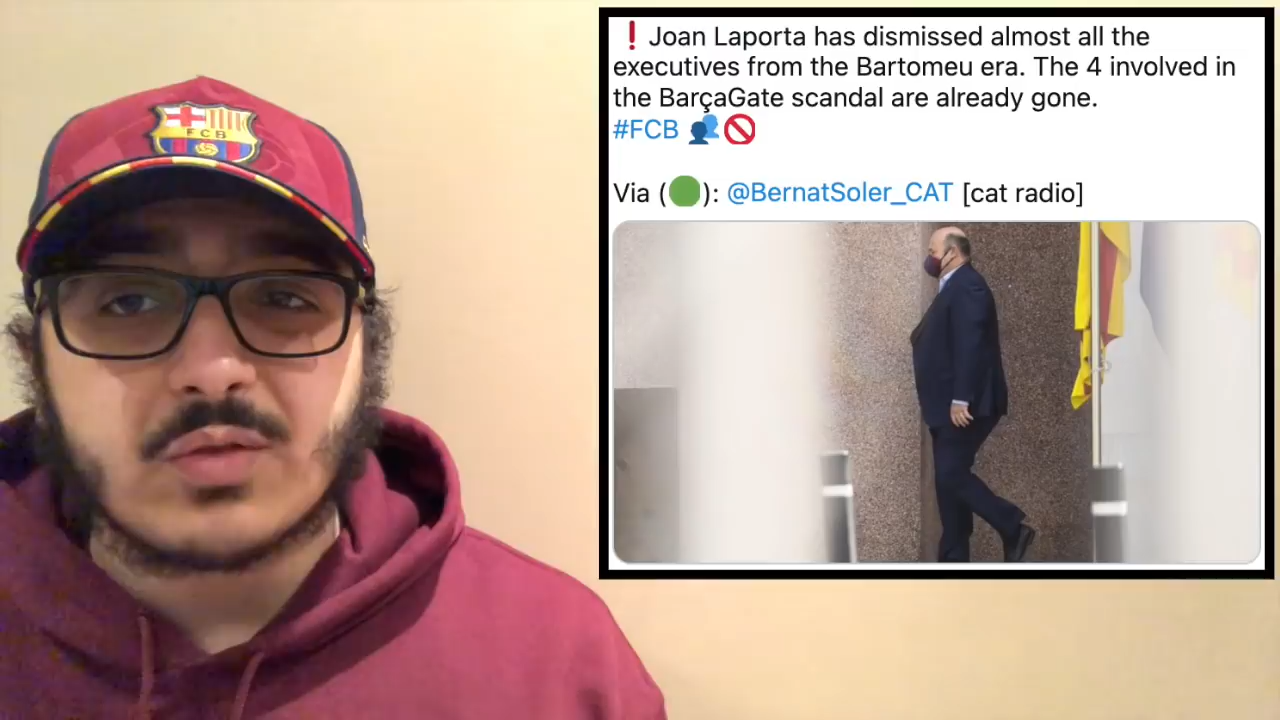 ❗Joan Laporta has dismissed almost all the
executives from the Bartomeu era. The 4 involved in
the BarçaGate scandal are already gone.
#FCB 👥🚫
Via (🟢): @BernatSoler_CAT [cat radio]
FCB